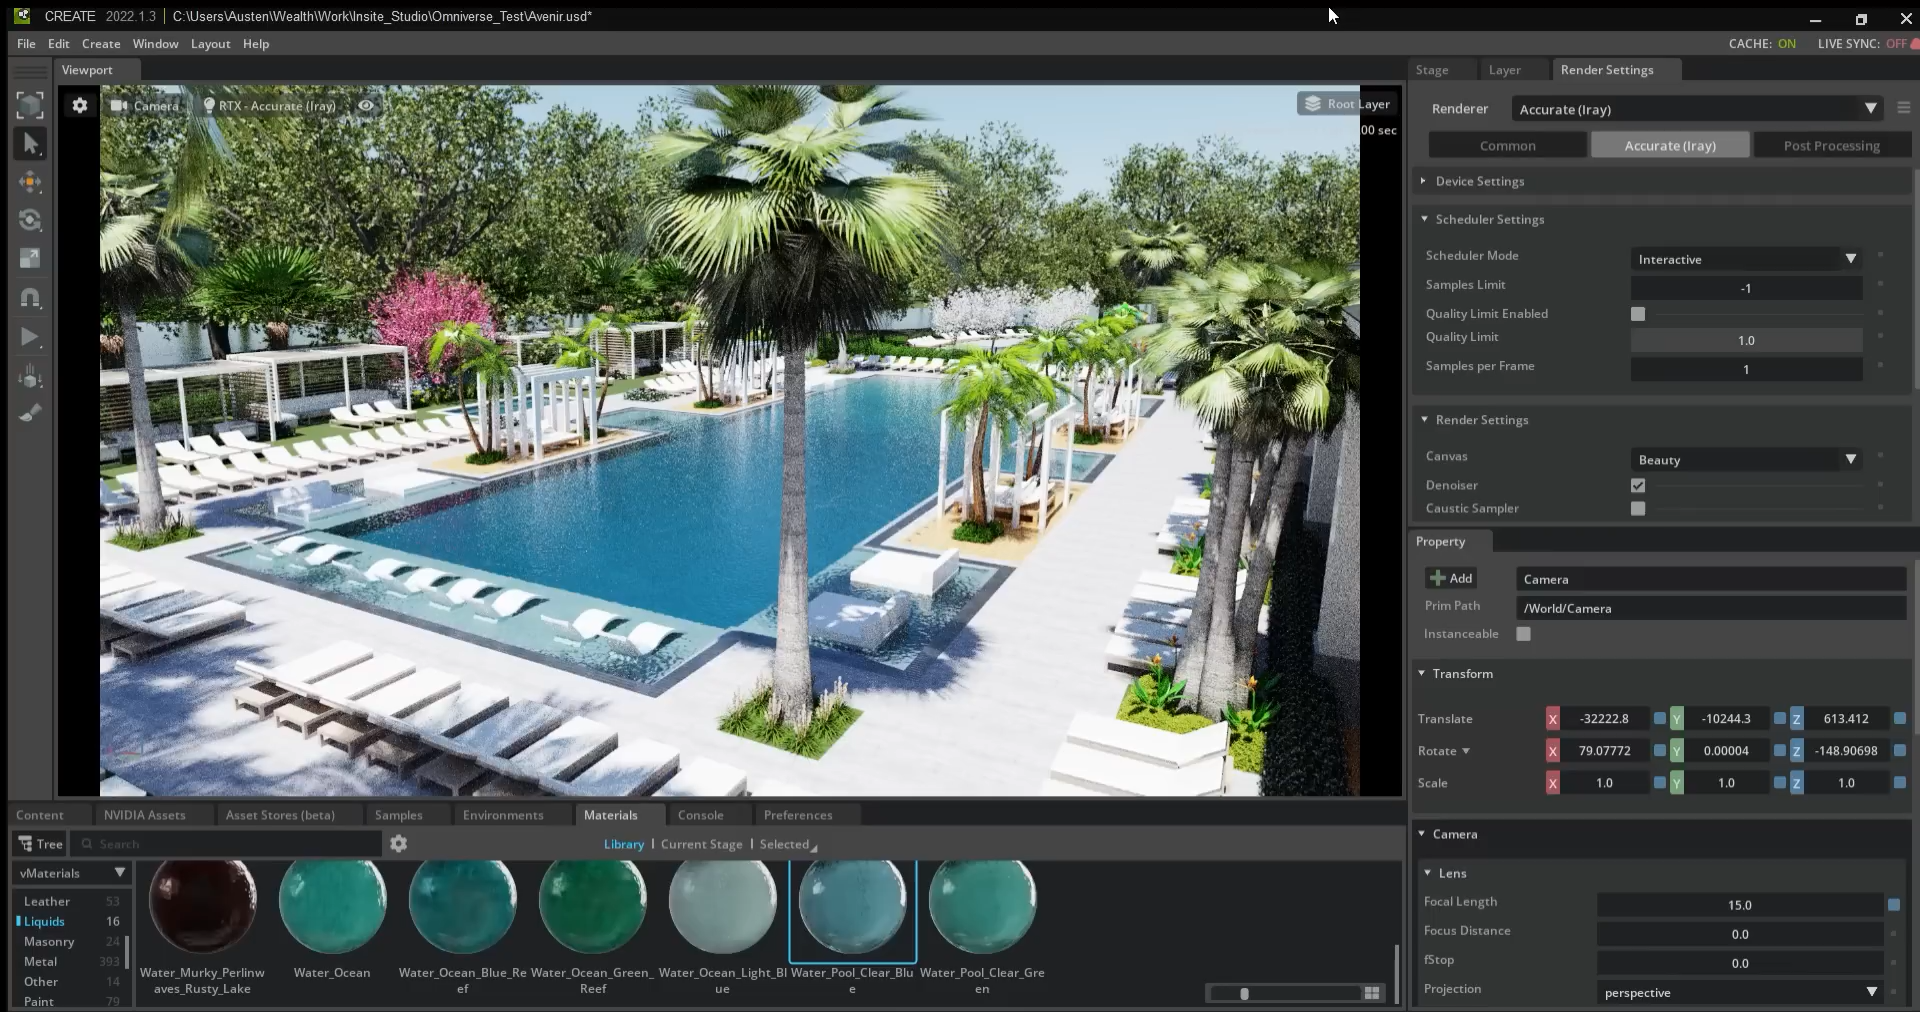 CREATE 2022.1.3 | C:\Users\Austen\Wealth\Work\Insite_Studio\Omniverse_Test\Avenir.usd*
File Edit Create Window Layout Help
CACHE: ON LIVE SYNC: OFF
Viewport
Stage Layer Render Settings
Camera RTX - Accurate (Iray)
Root Layer
00 sec
Renderer Accurate (Iray)
Common Accurate (Iray) Post Processing
Device Settings
Scheduler Settings
Scheduler Mode Interactive
Samples Limit -1
Quality Limit Enabled
Quality Limit 1.0
Samples per Frame 1
Render Settings
Canvas Beauty
Denoiser
Caustic Sampler
Property
Add Camera
Prim Path /World/Camera
Instanceable
Transform
Translate X -32222.8 Y -10244.3 Z 613.412
Rotate X 79.07772 Y 0.00004 Z -148.90698
Scale X 1.0 Y 1.0 Z 1.0
Camera
Lens
Focal Length 15.0
Focus Distance 0.0
fStop 0.0
Projection perspective
Content NVIDIA Assets Asset Stores (beta) Samples Environments Materials Console Preferences
Tree Search Library | Current Stage | Selected
vMaterials
Leather 53
Liquids 16
Masonry 24
Metal 393
Other 14
Paint 79
Water_Murky_Perlinw
aves_Rusty_Lake
Water_Ocean
Water_Ocean_Blue_Re
ef
Water_Ocean_Green_
Reef
Water_Ocean_Light_Bl
ue
Water_Pool_Clear_Blu
e
Water_Pool_Clear_Gre
en